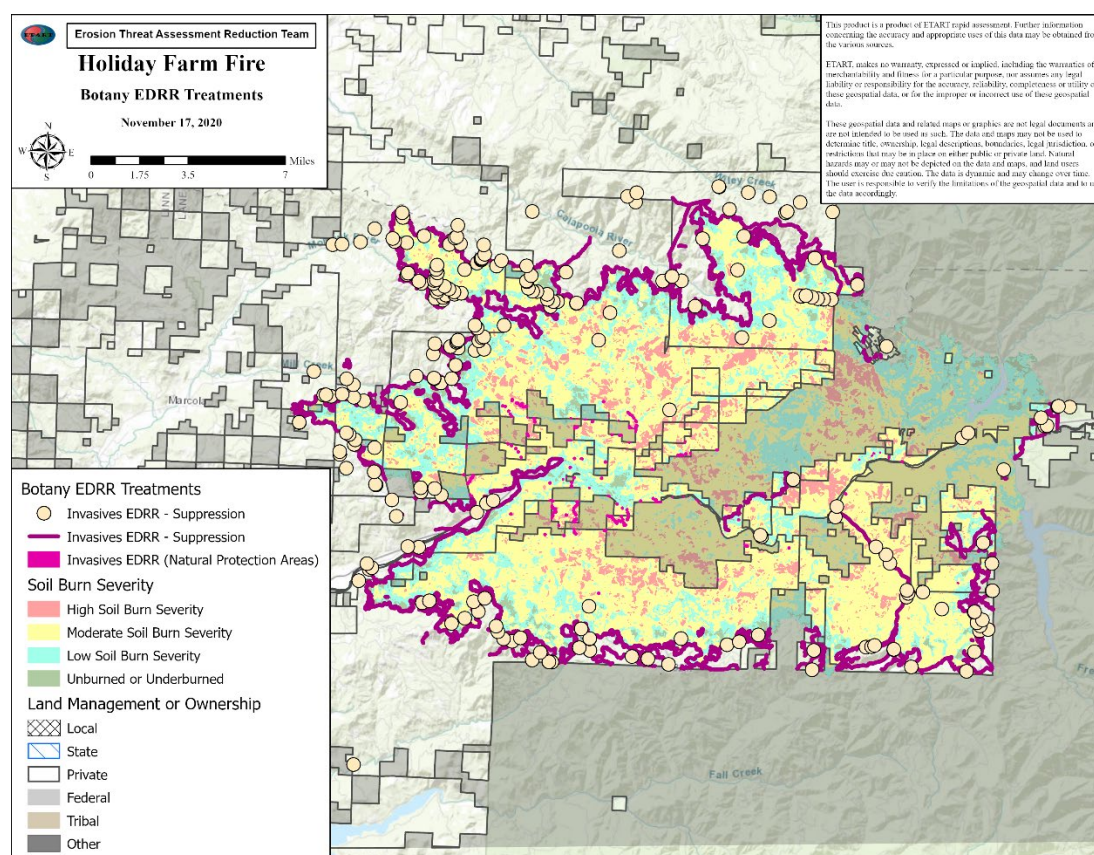 ETART
Erosion Threat Assessment Reduction Team
Holiday Farm Fire
Botany EDRR Treatments
November 17, 2020
N
W E
S
0 1.75 3.5 7 Miles
This product is a product of ETART rapid assessment. Further information
concerning the accuracy and appropriate uses of this data may be obtained
the various sources.
ETART, makes no warranty, expressed or implied, including the warranties of
merchantability and fitness for a particular purpose, nor assumes any legal
liability or responsibility for the accuracy, reliability, completeness or utility
these geospatial data, or for the improper or incorrect use of these geospatial
data.
These geospatial data and related maps or graphics are not legal documents
are not intended to be used as such. The data and maps may not be used to
determine title, ownership, legal descriptions, boundaries, legal jurisdiction,
restrictions that may be in place on either public or private land. Natural
hazards may or may not be depicted on the data and maps, and land users
should exercise due caution. The data is dynamic and may change over time.
The user is responsible to verify the limitations of the geospatial data and to
the data accordingly.
LINN
LANE
River
Calapooia River
Creek
Mill Creek
Marcola
Fall Creek
Botany EDRR Treatments
Invasives EDRR - Suppression
Invasives EDRR - Suppression
Invasives EDRR (Natural Protection Areas)
Soil Burn Severity
High Soil Burn Severity
Moderate Soil Burn Severity
Low Soil Burn Severity
Unburned or Underburned
Land Management or Ownership
Local
State
Private
Federal
Tribal
Other